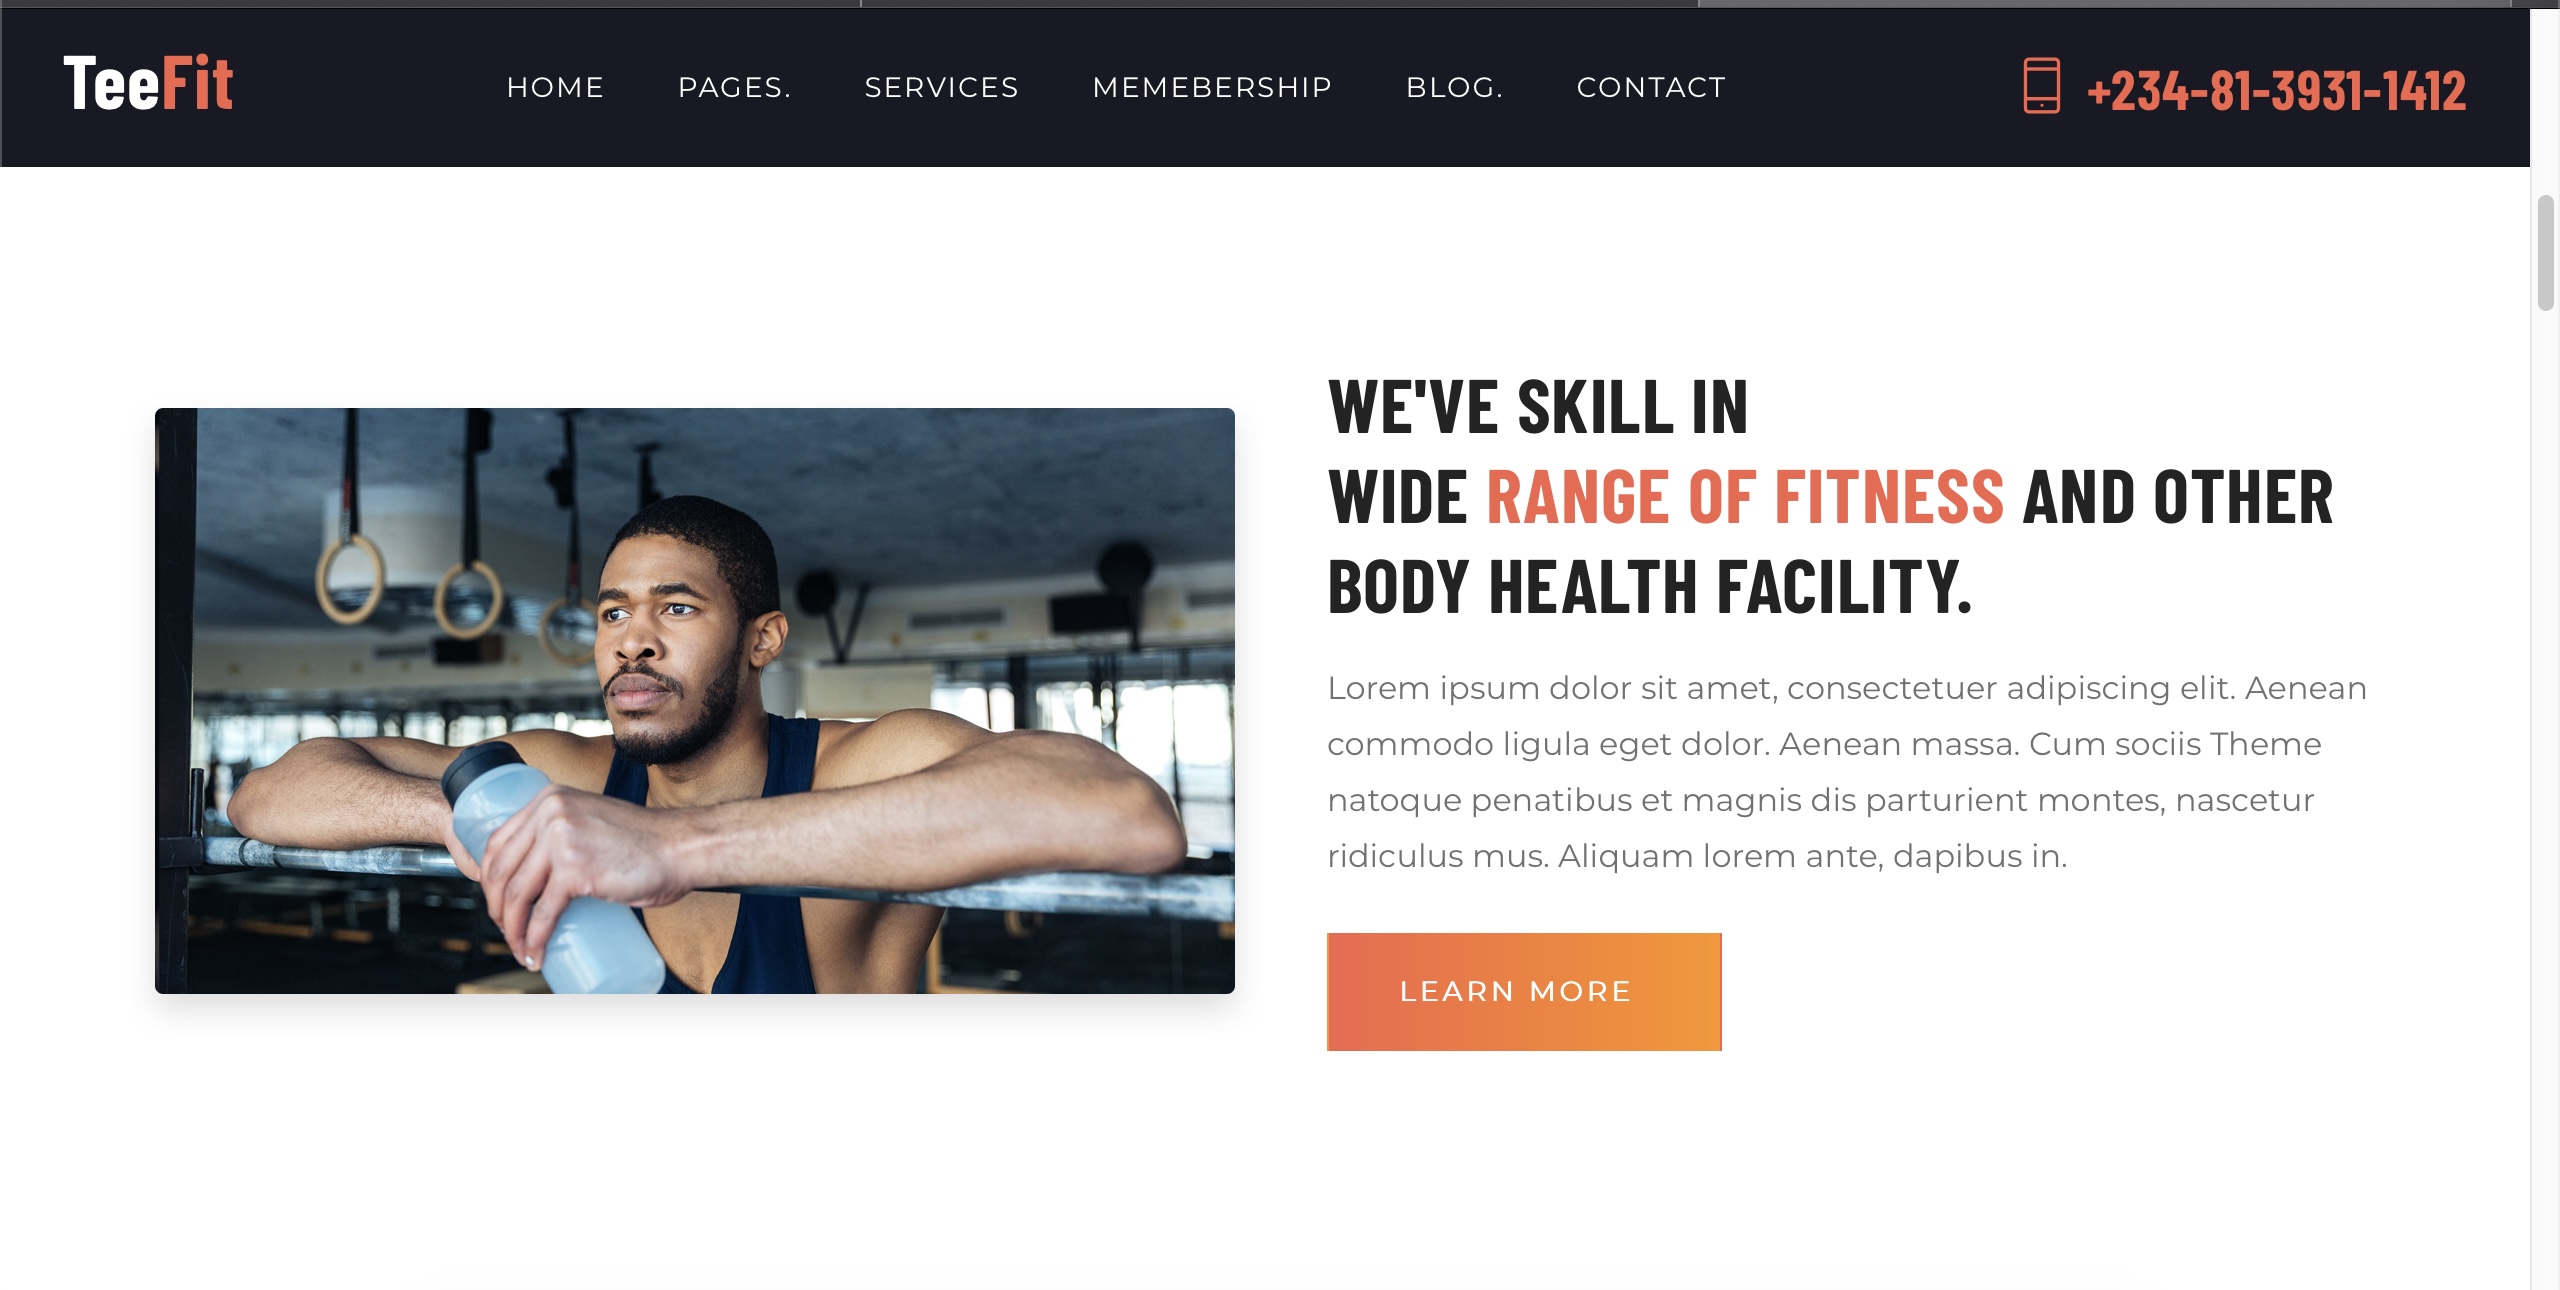 TeeFit
HOME PAGES. SERVICES MEMEBERSHIP BLOG. CONTACT
+234-81-3931-1412
WE'VE SKILL IN
WIDE RANGE OF FITNESS AND OTHER
BODY HEALTH FACILITY.
Lorem ipsum dolor sit amet, consectetuer adipiscing elit. Aenean
commodo ligula eget dolor. Aenean massa. Cum sociis Theme
natoque penatibus et magnis dis parturient montes, nascetur
ridiculus mus. Aliquam lorem ante, dapibus in.
LEARN MORE